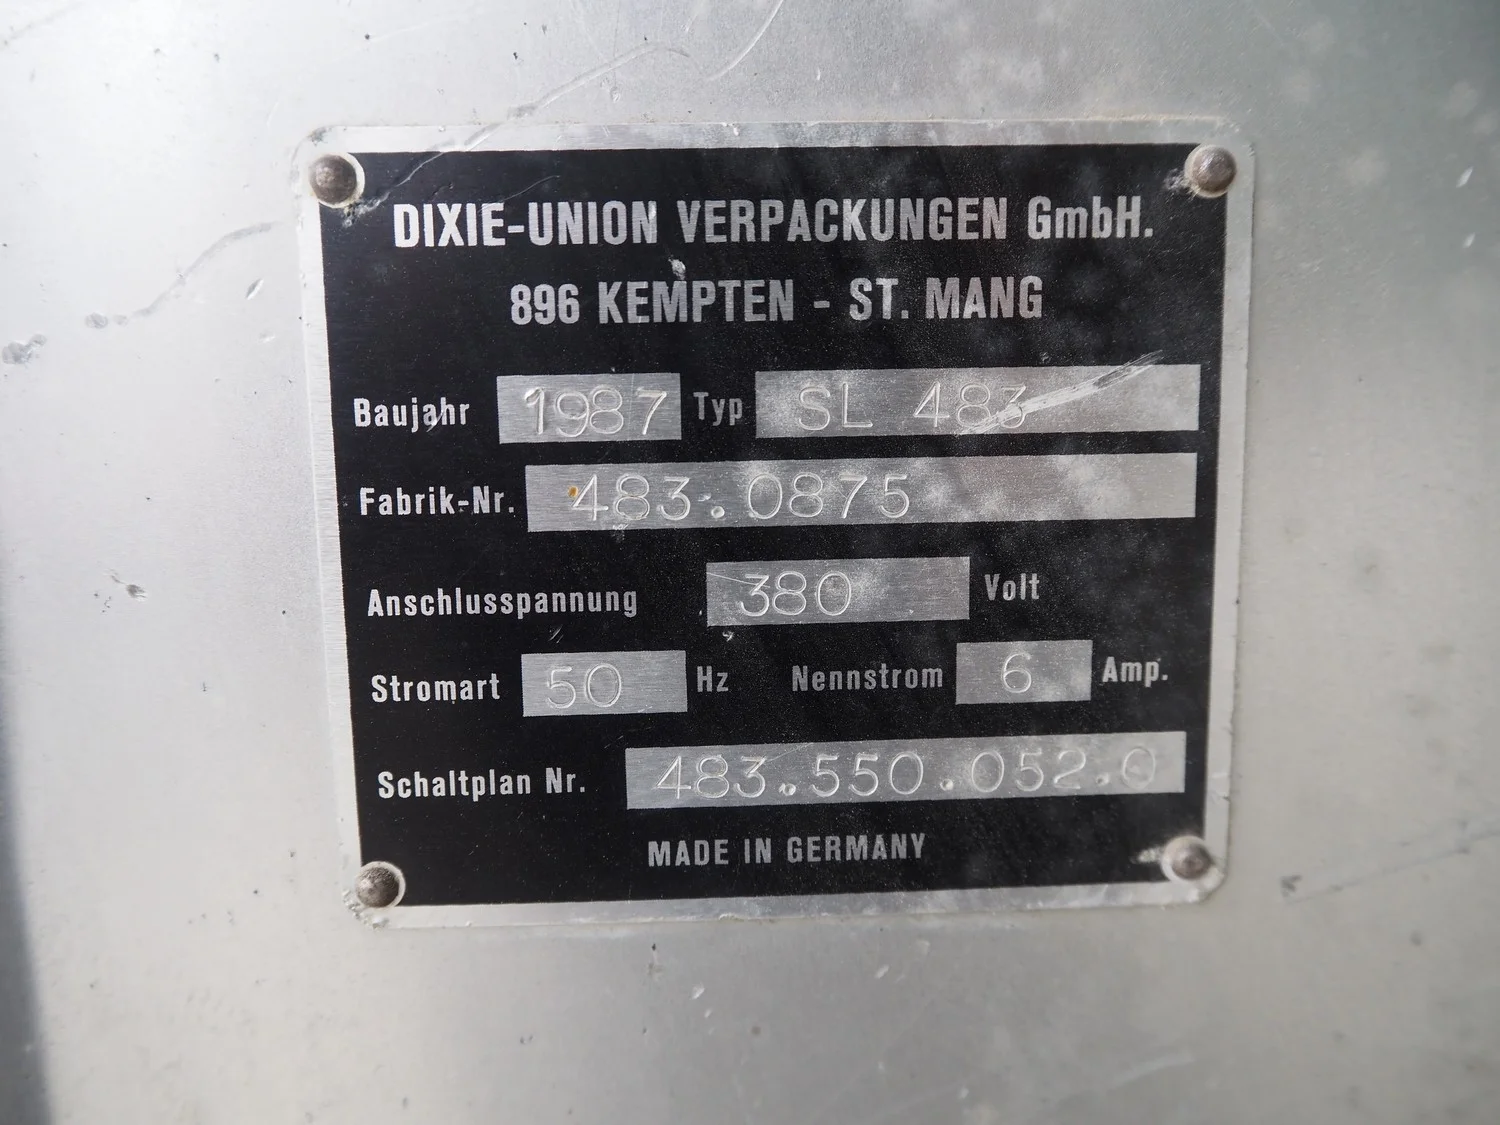 DIXIE-UNION VERPACKUNGEN GmbH.
896 KEMPTEN - ST. MANG
Baujahr 1987 Typ SL 483
Fabrik-Nr. 483.0875
Anschlusspannung 380 Volt
Stromart 50 Hz Nennstrom 6 Amp.
Schaltplan Nr. 483.550.052.0
MADE IN GERMANY